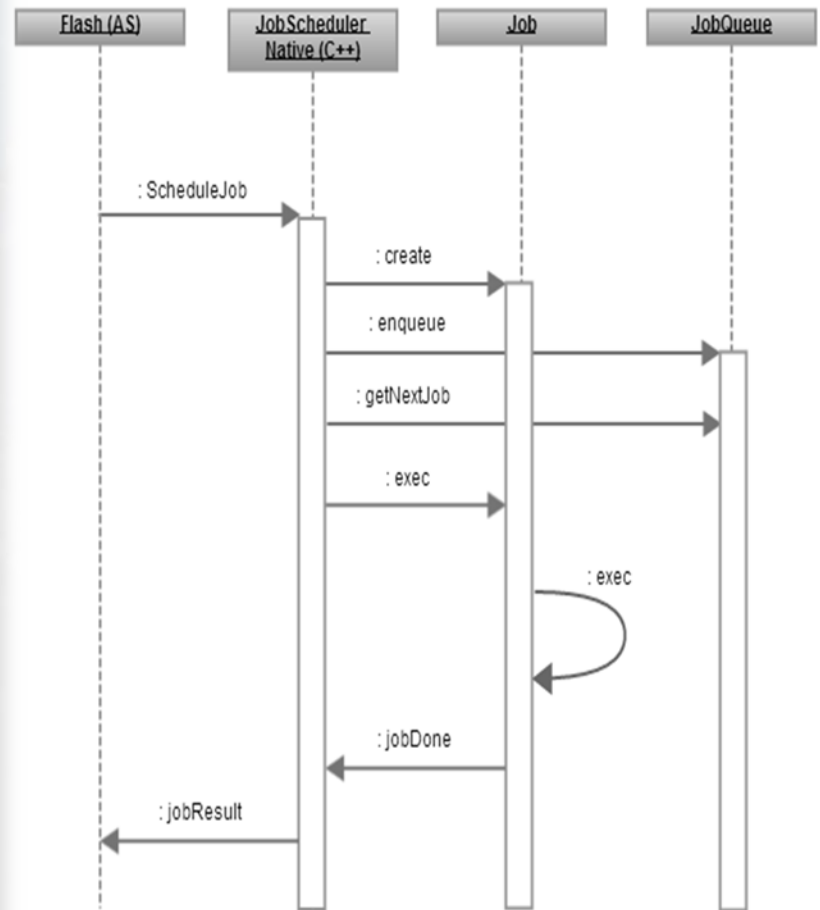 Flash (AS)
JobScheduler
Native (C++)
Job
JobQueue
: ScheduleJob
: create
: enqueue
: getNextJob
: exec
: exec
: jobDone
: jobResult